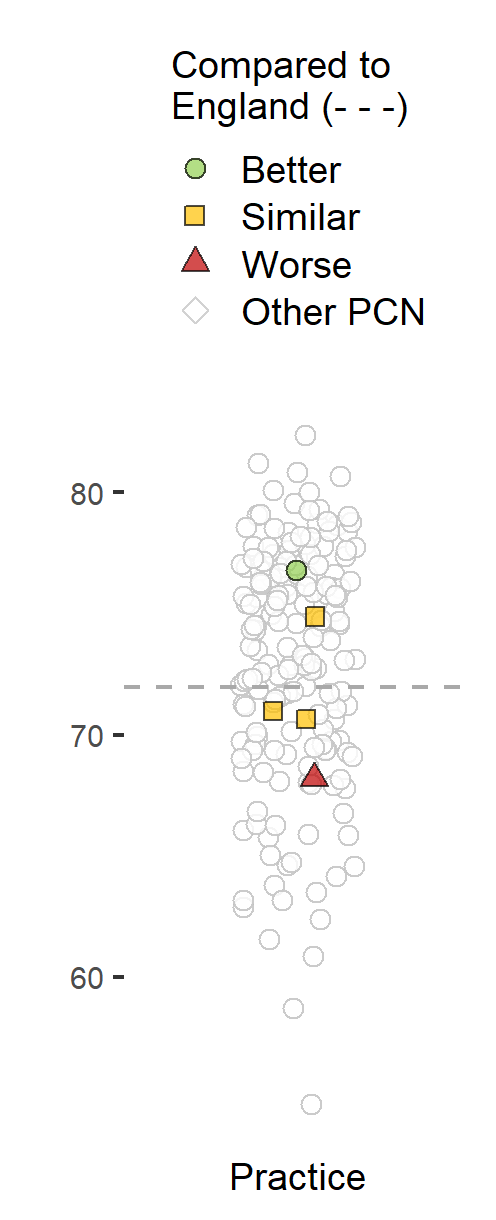 Compared to
England (- - -)
Better
Similar
Worse
Other PCN
80
70
60
Practice